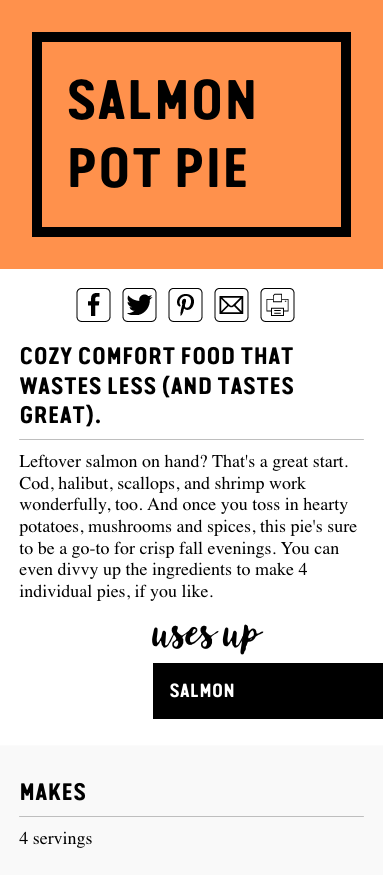 SALMON
POT PIE
COZY COMFORT FOOD THAT
WASTES LESS (AND TASTES
GREAT).
Leftover salmon on hand? That's a great start.
Cod, halibut, scallops, and shrimp work
wonderfully, too. And once you toss in hearty
potatoes, mushrooms and spices, this pie's sure
to be a go-to for crisp fall evenings. You can
even divvy up the ingredients to make 4
individual pies, if you like.
uses up
SALMON
MAKES
4 servings